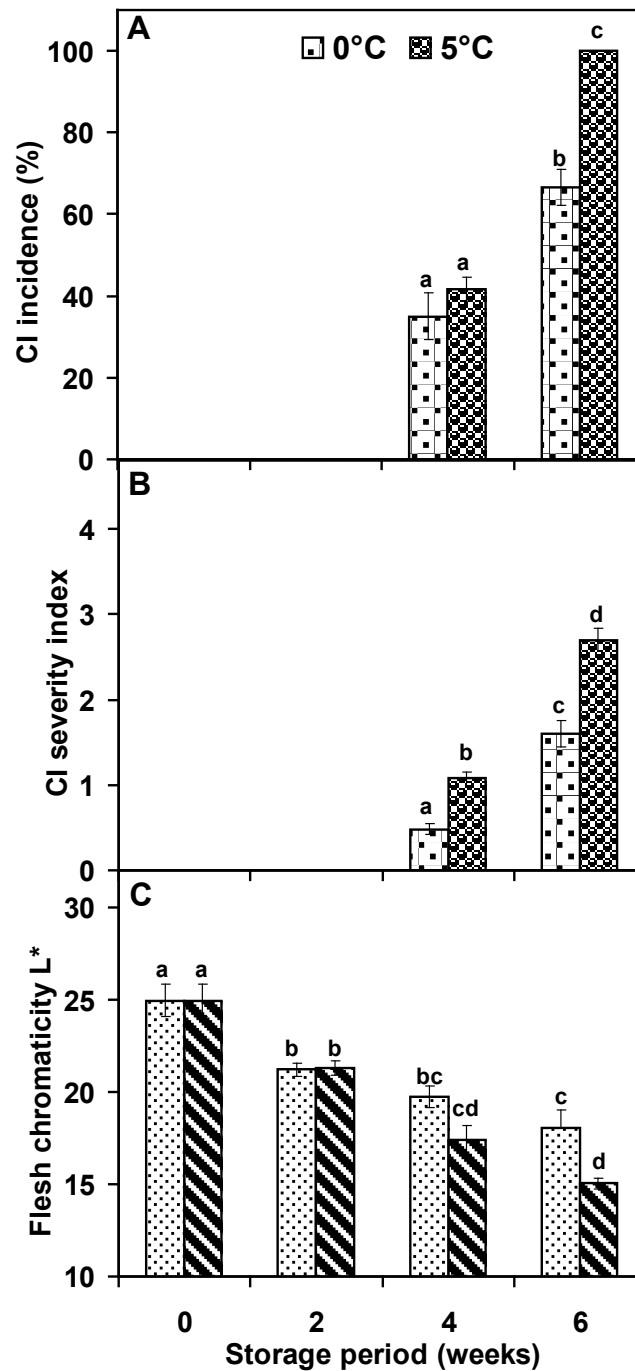 A
0°C 5°C
c
100
80
60
40
20
0
b
a a
CI incidence (%)
B
4
3
2
1
0
d
c
b
a
CI severity index
C
30
25
20
15
10
a a
b b
bc
cd
c
d
Flesh chromaticity L*
0 2 4 6
Storage period (weeks)